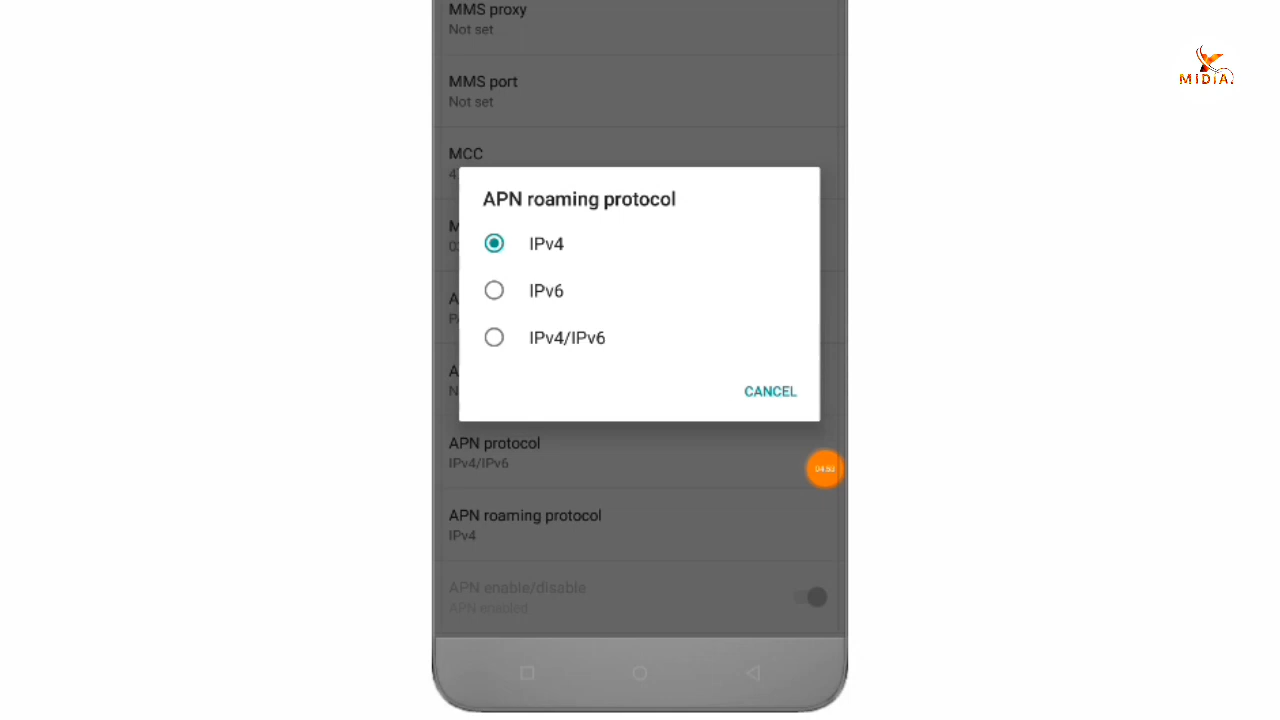 MMS proxy
Not set
MMS port
Not set
MCC
4
APN roaming protocol
IPv4
IPv6
IPv4/IPv6
CANCEL
APN protocol
IPv4/IPv6
APN roaming protocol
IPv4
APN enable/disable
APN enabled
MIDIA